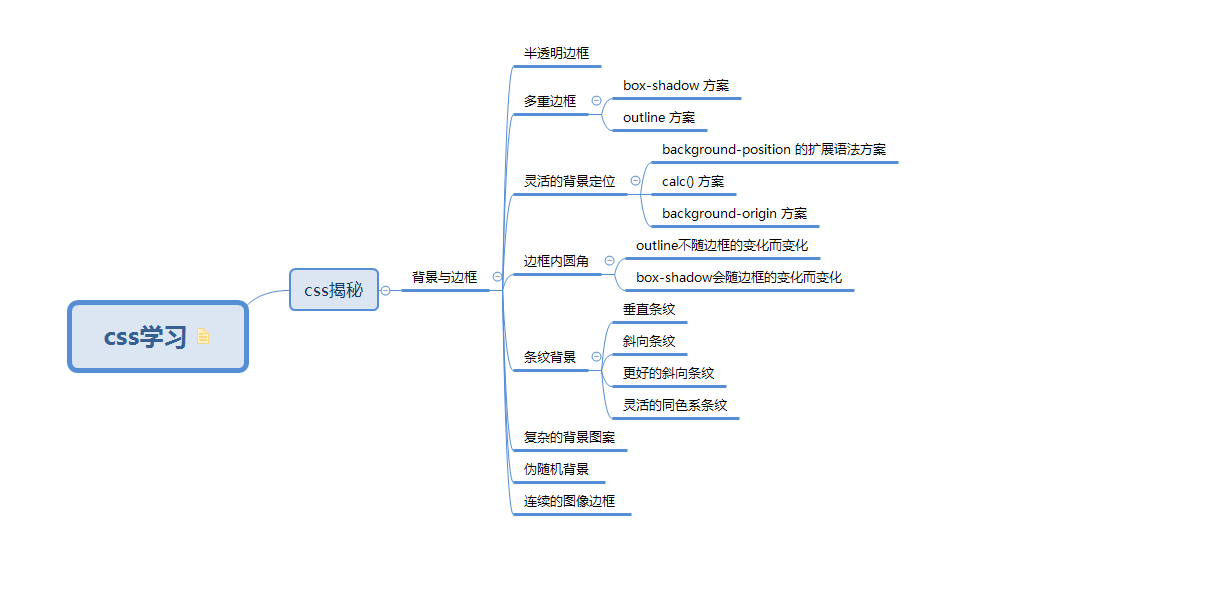 css学习
css揭秘
背景与边框
半透明边框
多重边框
box-shadow 方案
outline 方案
灵活的背景定位
background-position 的扩展语法方案
calc() 方案
background-origin 方案
边框内圆角
outline不随边框的变化而变化
box-shadow会随边框的变化而变化
条纹背景
垂直条纹
斜向条纹
更好的斜向条纹
灵活的同色系条纹
复杂的背景图案
伪随机背景
连续的图像边框